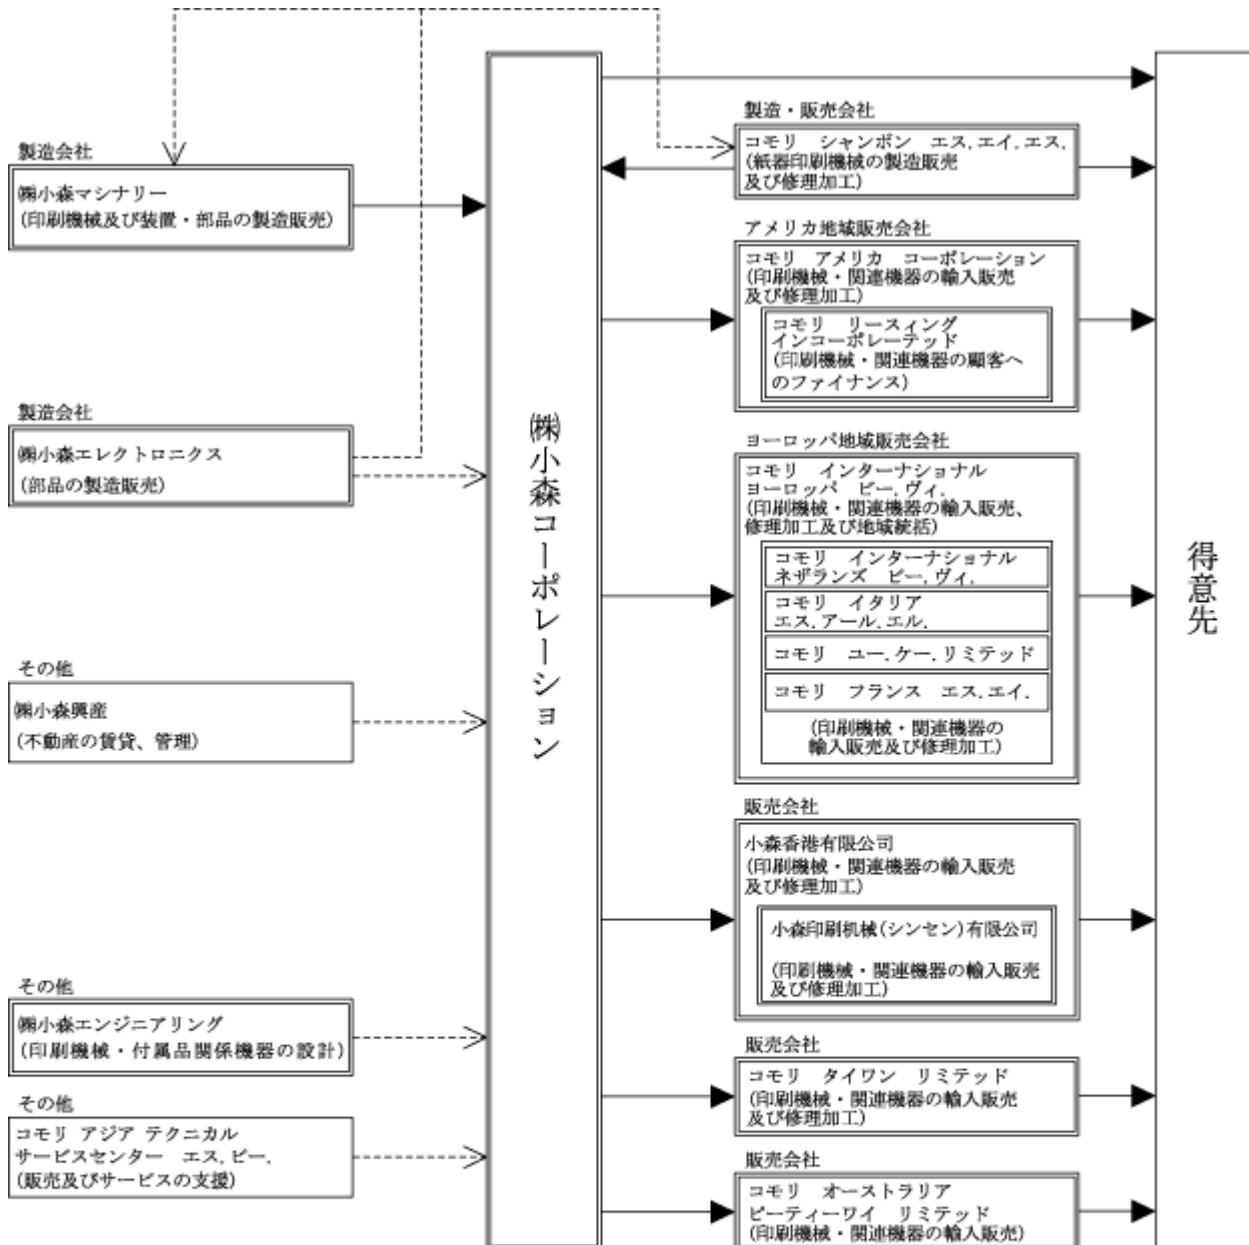 製造会社
㈱小森マシナリー
(印刷機械及び装置・部品の製造販売)
製造会社
㈱小森エレクトロニクス
(部品の製造販売)
その他
㈱小森興産
(不動産の賃貸、管理)
その他
㈱小森エンジニアリング
(印刷機械・付属品関係機器の設計)
その他
コモリ アジア テクニカル
サービスセンター エス.ピー.
(販売及びサービスの支援)
㈱小森コーポレーション
製造・販売会社
コモリ シャンボン エス.エイ.エス.
(紙器印刷機械の製造販売
及び修理加工)
アメリカ地域販売会社
コモリ アメリカ コーポレーション
(印刷機械・関連機器の輸入販売
及び修理加工)
コモリ リースィング
インコーポレーテッド
(印刷機械・関連機器の顧客へ
のファイナンス)
ヨーロッパ地域販売会社
コモリ インターナショナル
ヨーロッパ ビー.ヴィ.
(印刷機械・関連機器の輸入販売、
修理加工及び地域統括)
コモリ インターナショナル
ネザランズ ビー.ヴィ.
コモリ イタリア
エス.アール.エル.
コモリ ユー.ケー.リミテッド
コモリ フランス エス.エイ.
(印刷機械・関連機器の
輸入販売及び修理加工)
販売会社
小森香港有限公司
(印刷機械・関連機器の輸入販売
及び修理加工)
小森印刷机械(シンセン)有限公司
(印刷機械・関連機器の輸入販売
及び修理加工)
販売会社
コモリ タイワン リミテッド
(印刷機械・関連機器の輸入販売
及び修理加工)
販売会社
コモリ オーストラリア
ピーティーワイ リミテッド
(印刷機械・関連機器の輸入販売)
得意先